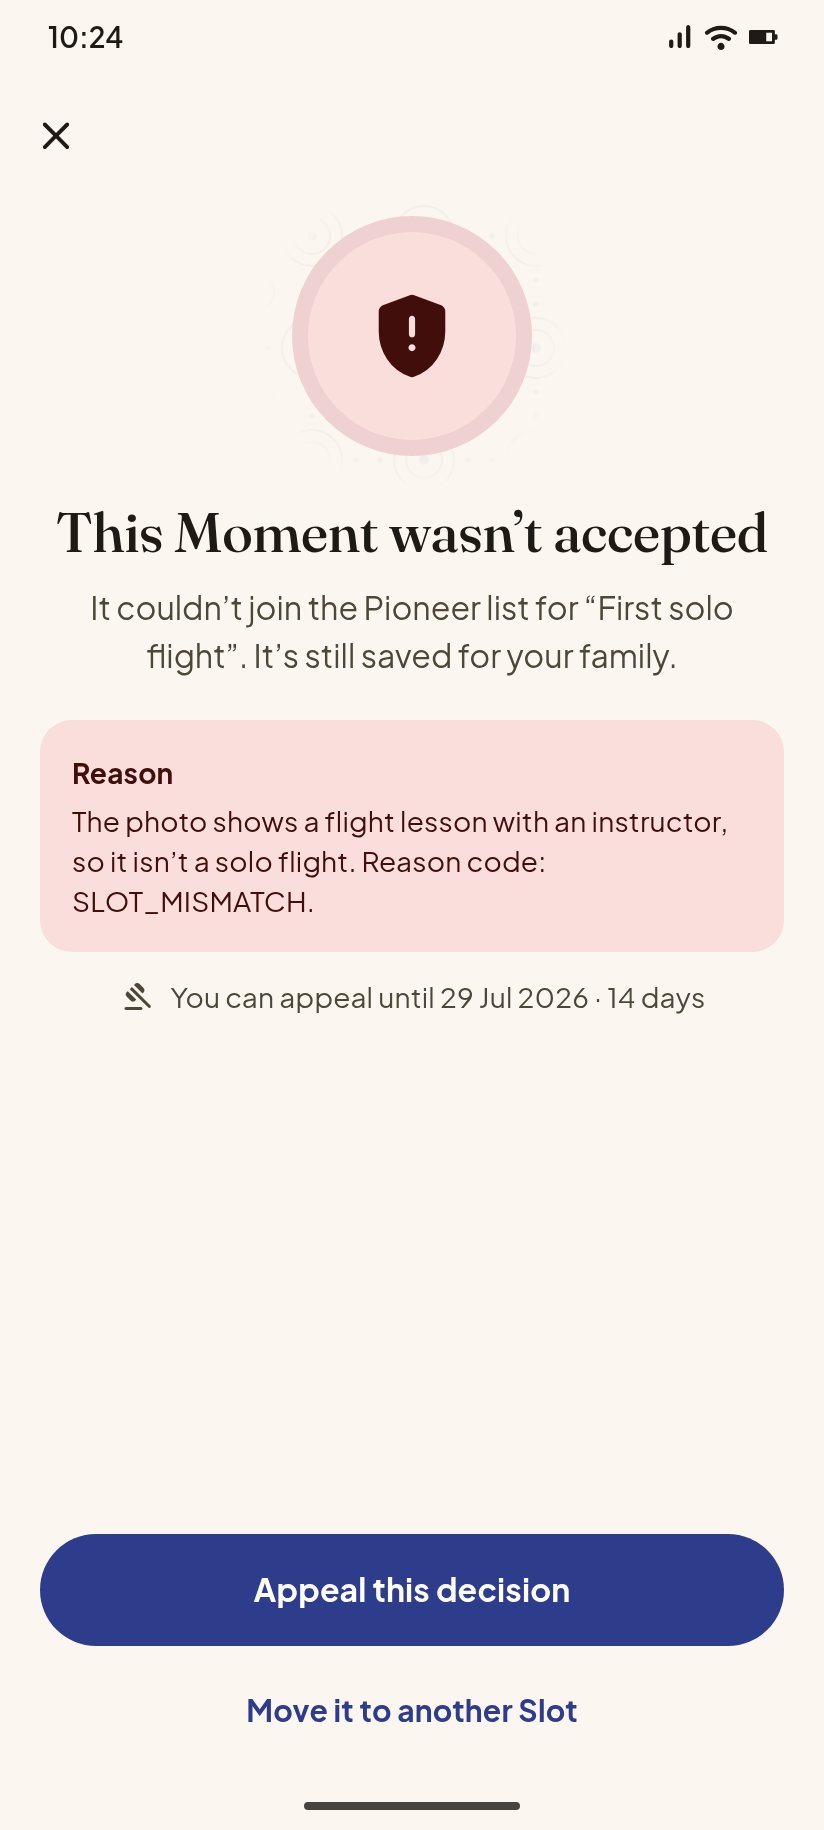 10:24
This Moment wasn’t accepted
It couldn’t join the Pioneer list for “First solo
flight”. It’s still saved for your family.
Reason
The photo shows a flight lesson with an instructor,
so it isn’t a solo flight. Reason code:
SLOT_MISMATCH.
You can appeal until 29 Jul 2026 · 14 days
Appeal this decision
Move it to another Slot